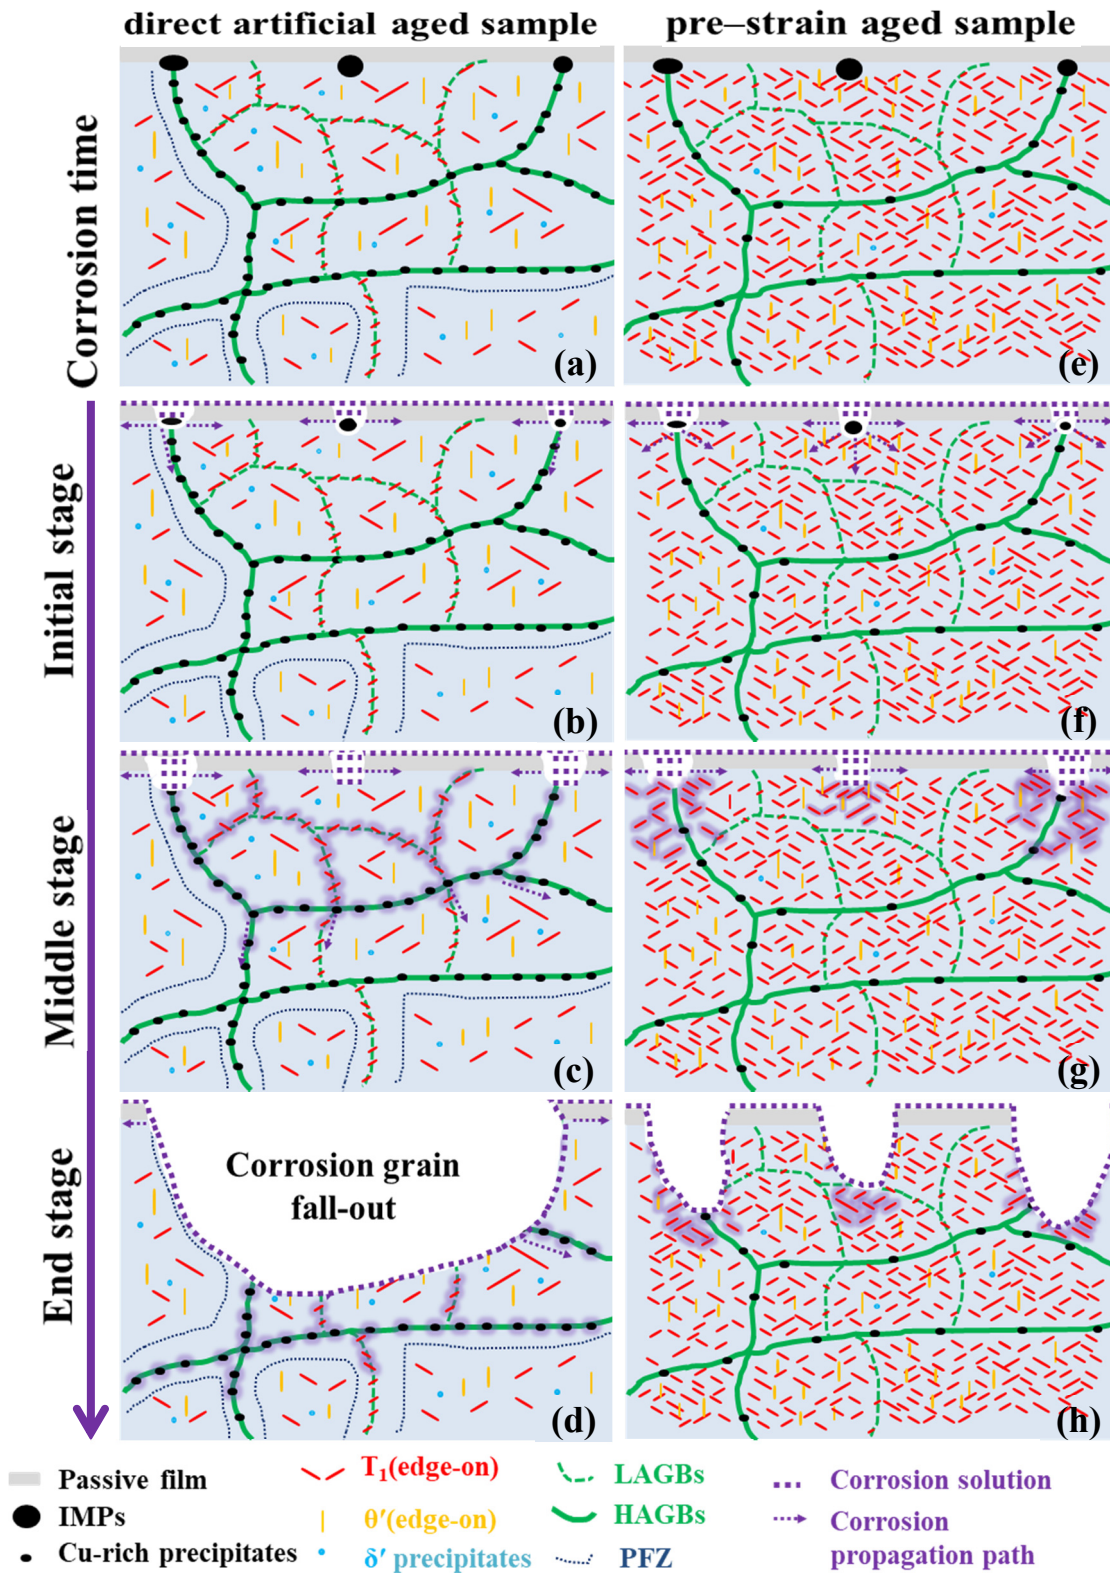 direct artificial aged sample
pre–strain aged sample
Corrosion time
Initial stage
Middle stage
End stage
(a)
(e)
(b)
(f)
(c)
(g)
Corrosion grain
fall-out
(d)
(h)
Passive film
T₁(edge-on)
LAGBs
Corrosion solution
IMPs
θ′(edge-on)
HAGBs
Corrosion
propagation path
Cu-rich precipitates
δ′ precipitates
PFZ